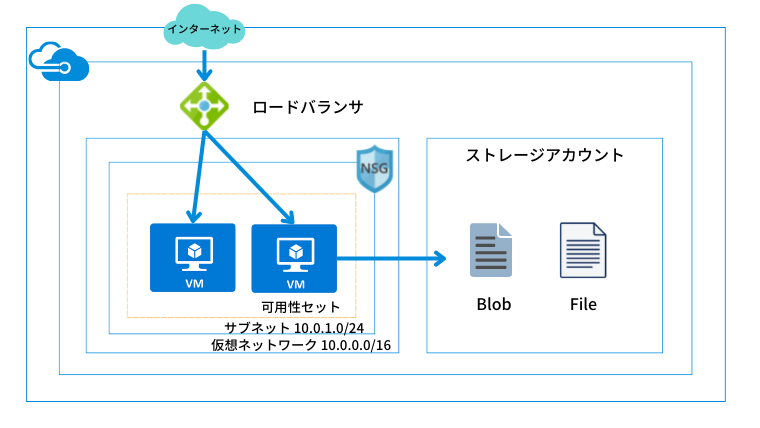 インターネット
ロードバランサ
ストレージアカウント
NSG
VM
VM
Blob
File
可用性セット
サブネット 10.0.1.0/24
仮想ネットワーク 10.0.0.0/16